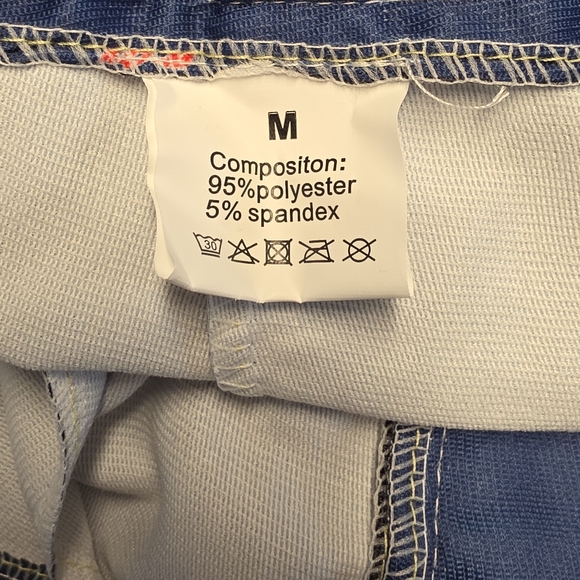 M
Compositon:
95%polyester
5% spandex
30